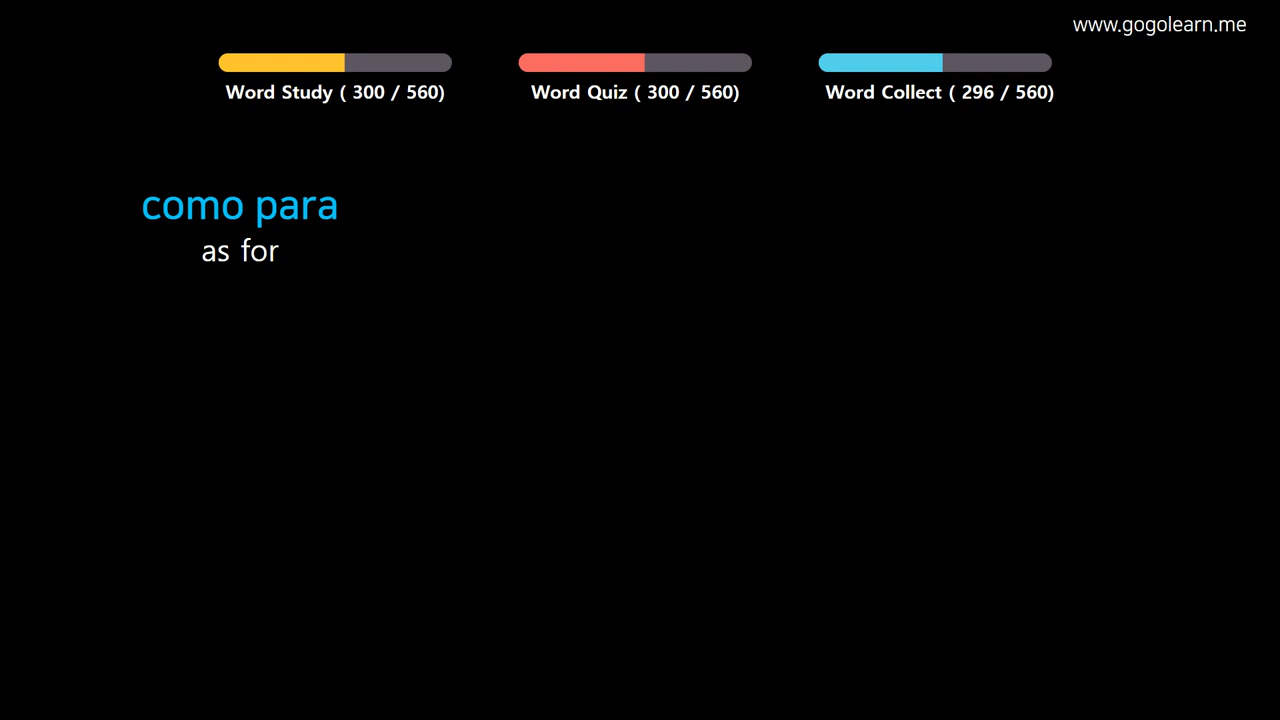 www.gogolearn.me
Word Study ( 300 / 560)
Word Quiz ( 300 / 560)
Word Collect ( 296 / 560)
como para
as for